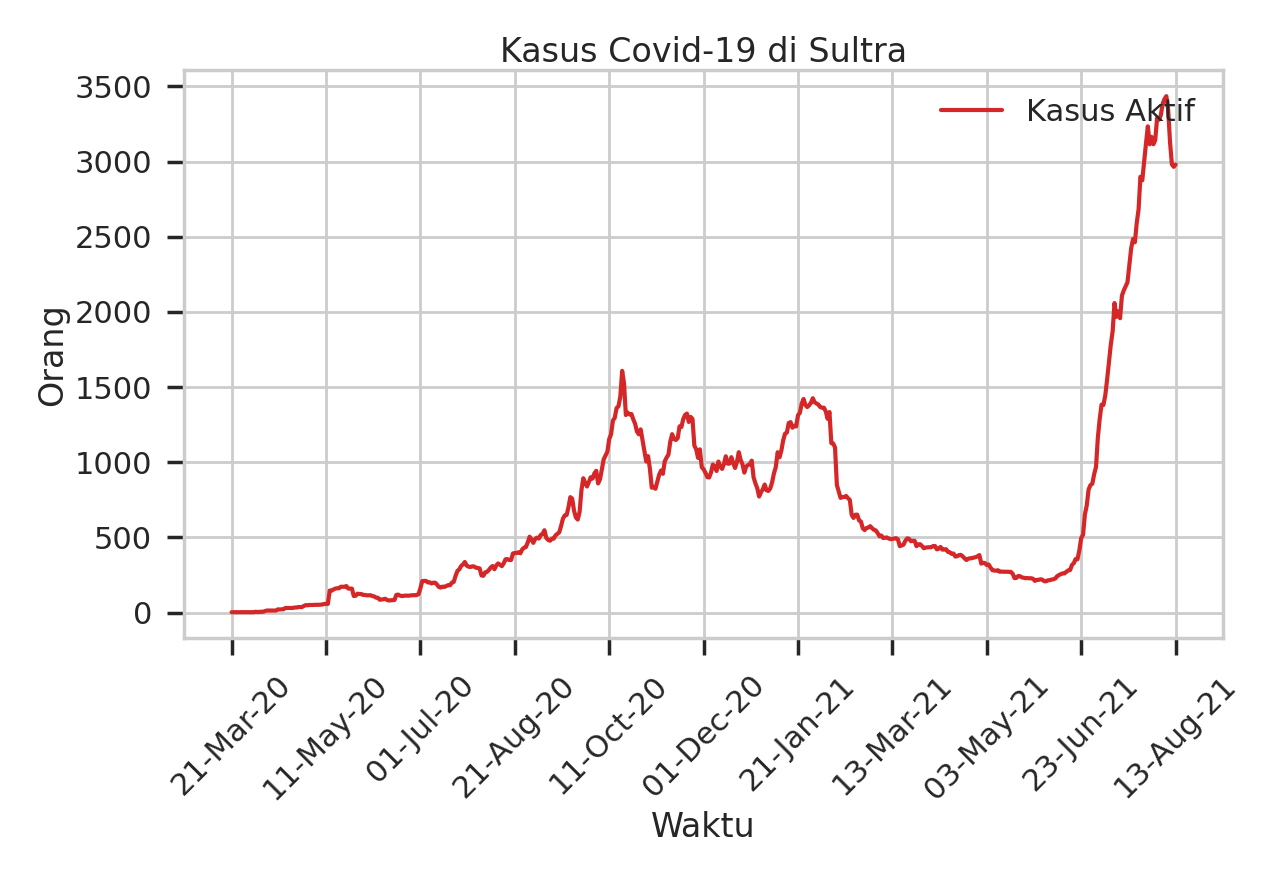 Kasus Covid-19 di Sultra
Kasus Aktif
Orang
3500
3000
2500
2000
1500
1000
500
0
21-Mar-20
11-May-20
01-Jul-20
21-Aug-20
11-Oct-20
01-Dec-20
21-Jan-21
13-Mar-21
03-May-21
23-Jun-21
13-Aug-21
Waktu